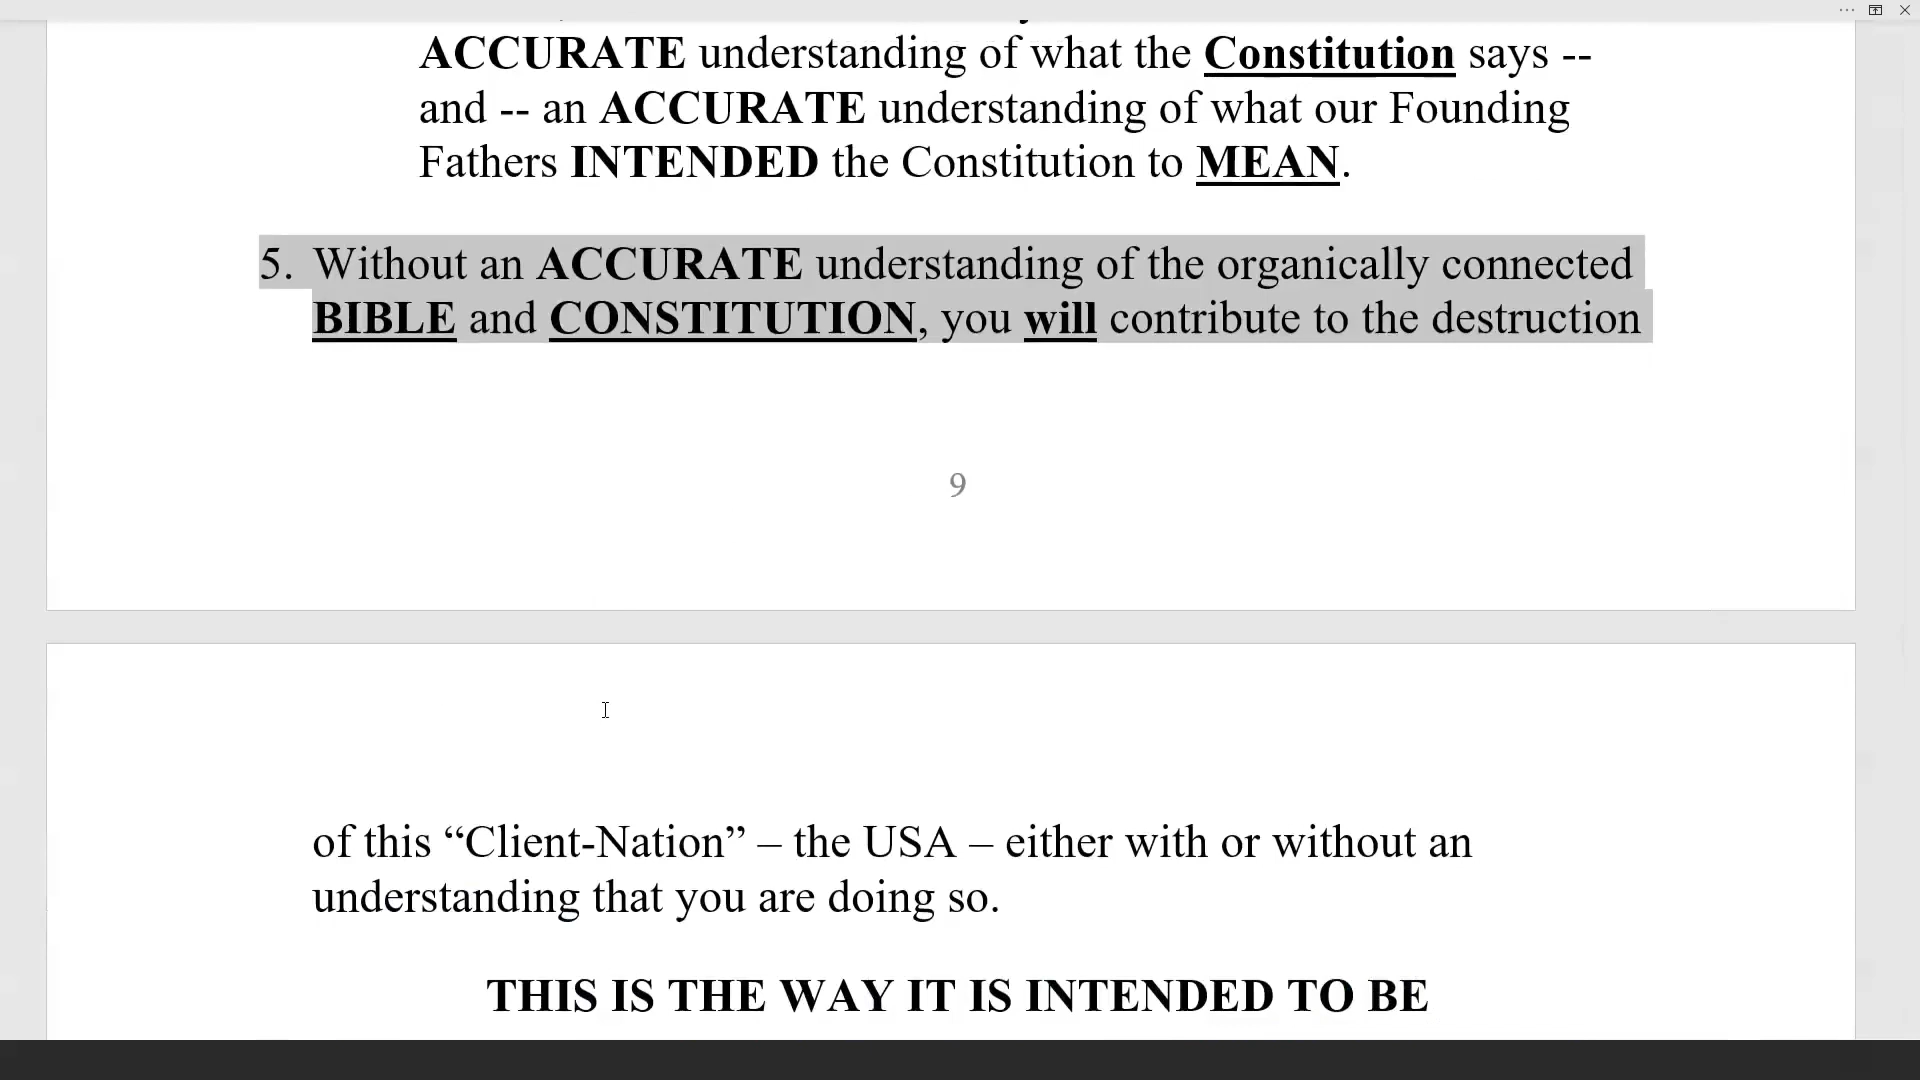 ACCURATE understanding of what the Constitution says --
and -- an ACCURATE understanding of what our Founding
Fathers INTENDED the Constitution to MEAN.
5. Without an ACCURATE understanding of the organically connected
BIBLE and CONSTITUTION, you will contribute to the destruction
9
of this “Client-Nation” – the USA – either with or without an
understanding that you are doing so.
THIS IS THE WAY IT IS INTENDED TO BE